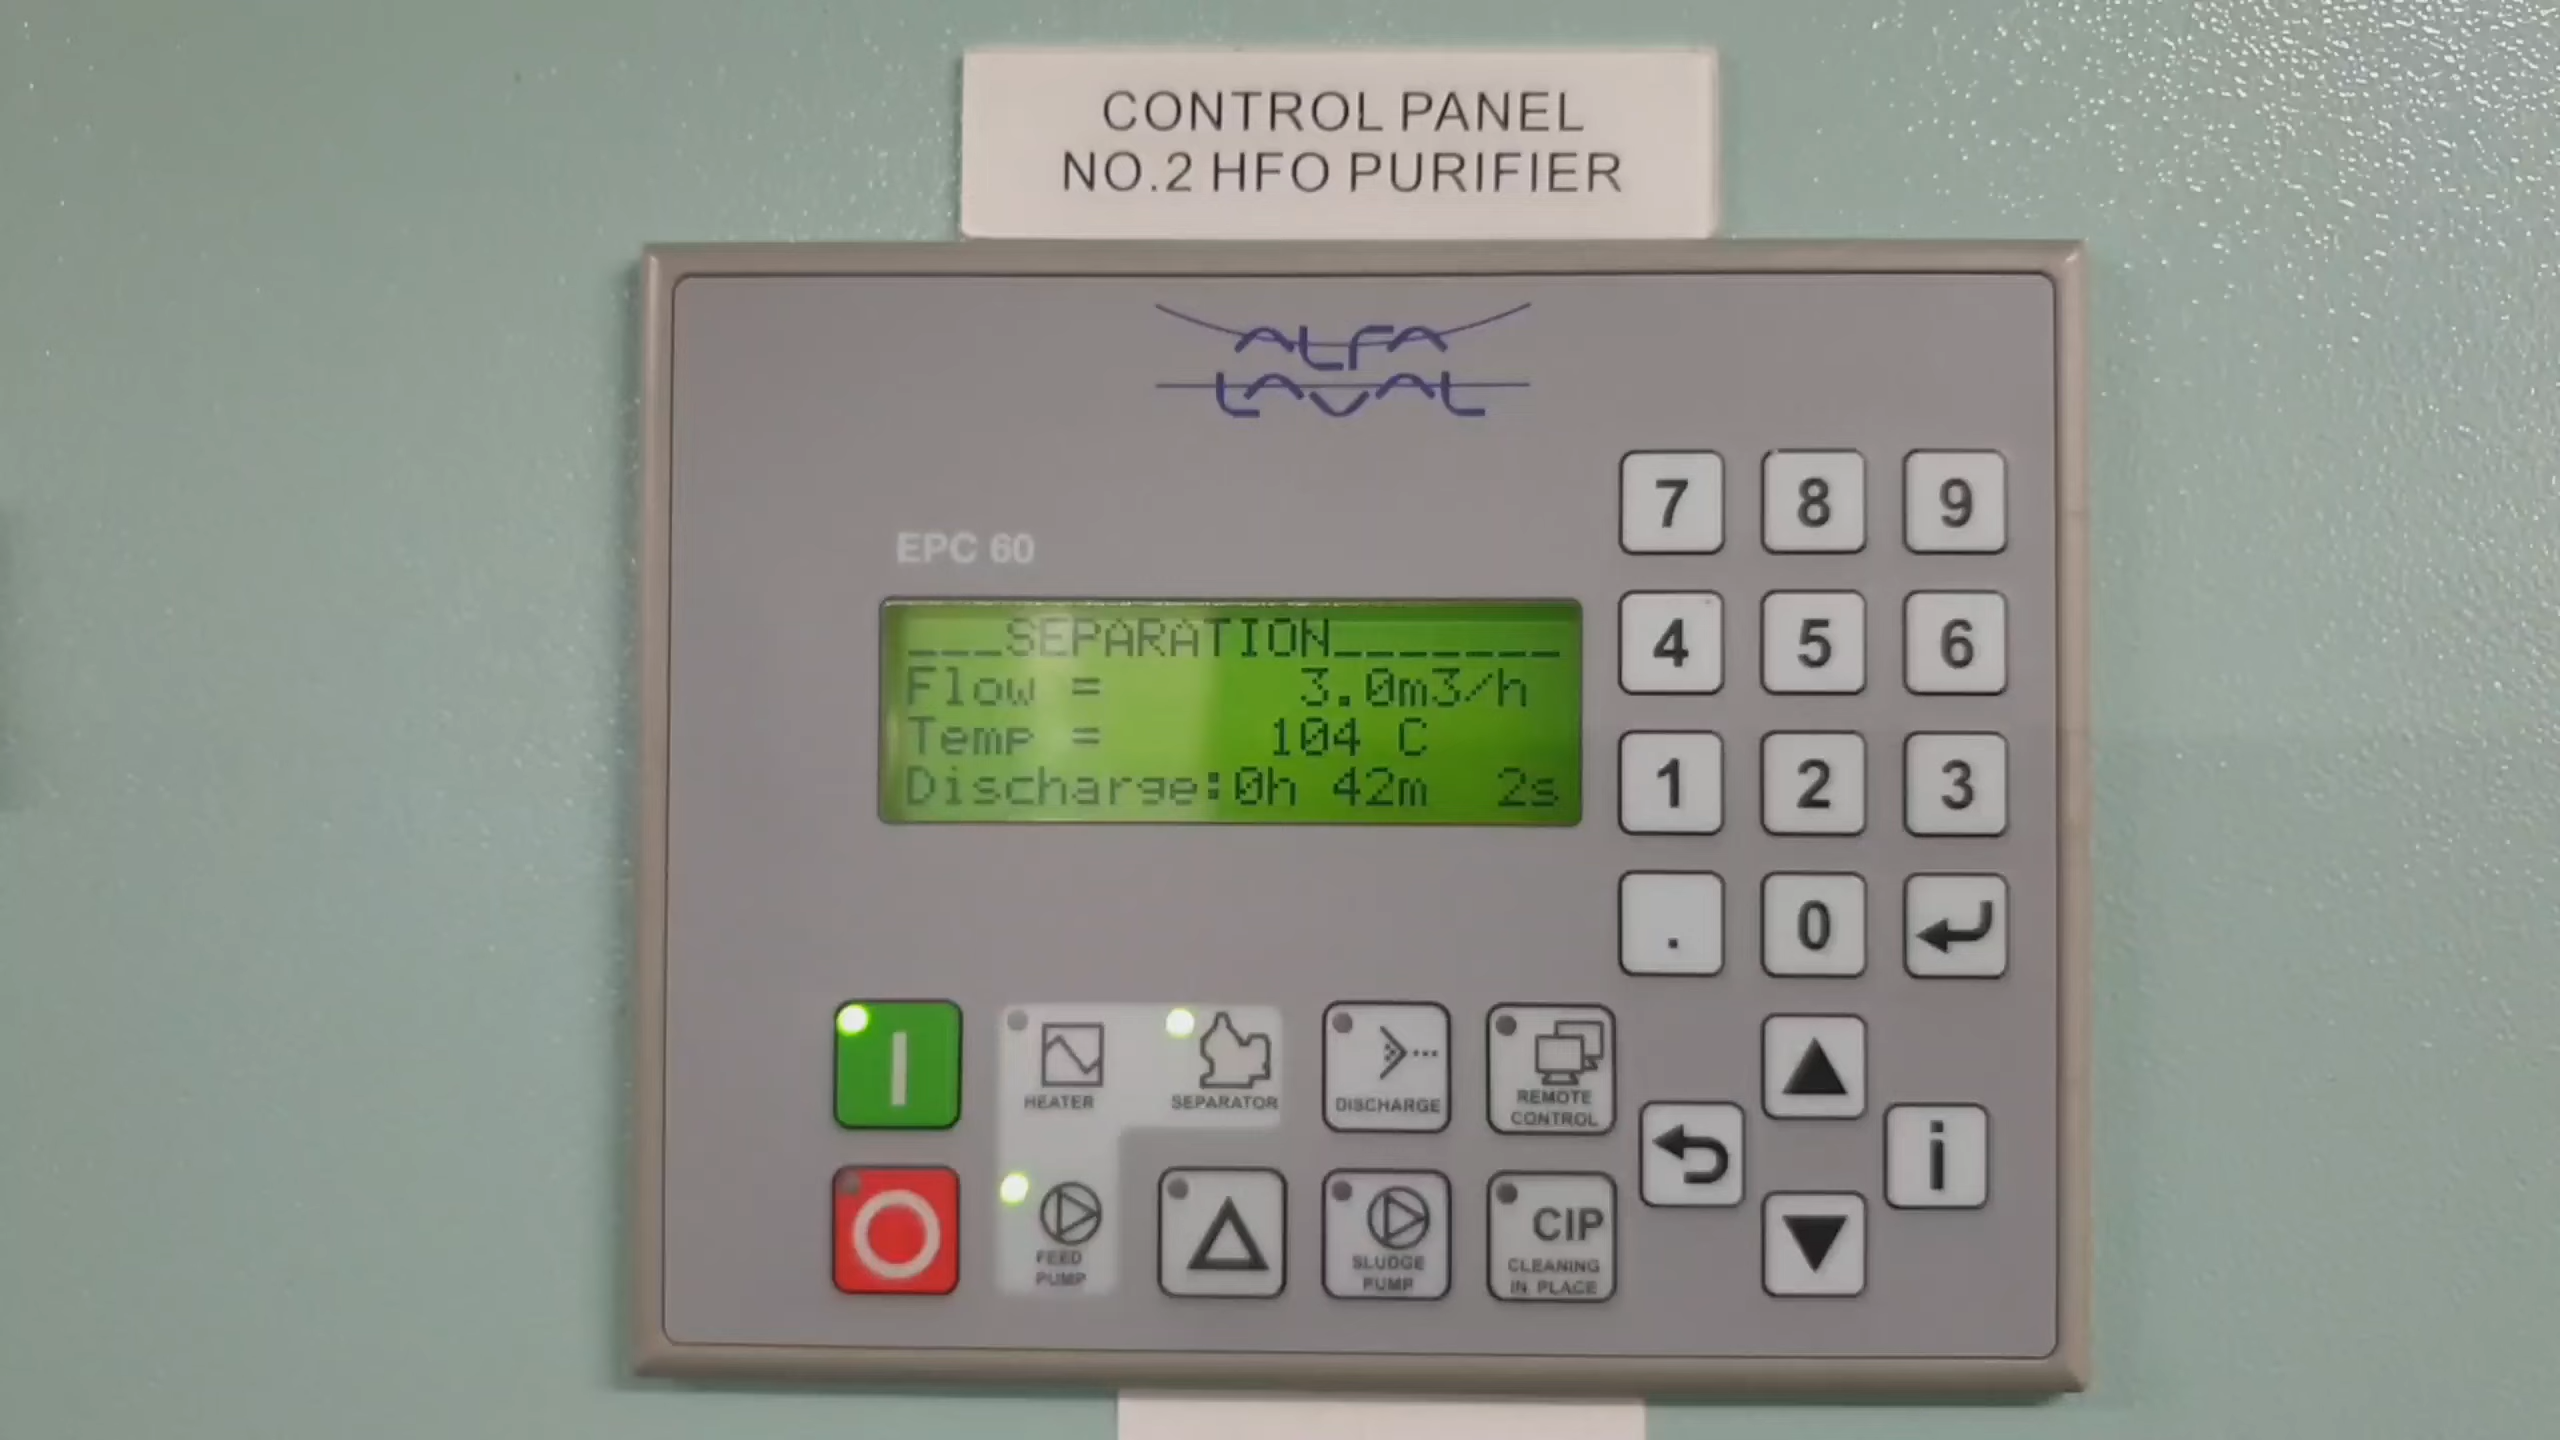 CONTROL PANEL
NO.2 HFO PURIFIER
ALFA
LAVAL
EPC 60
___SEPARATION_______
Flow = 3.0m3/h
Temp = 104 C
Discharge:0h 42m 2s
7 8 9
4 5 6
1 2 3
. 0
HEATER
SEPARATOR
DISCHARGE
REMOTE
CONTROL
i
FEED
PUMP
SLUDGE
PUMP
CIP
CLEANING
IN PLACE